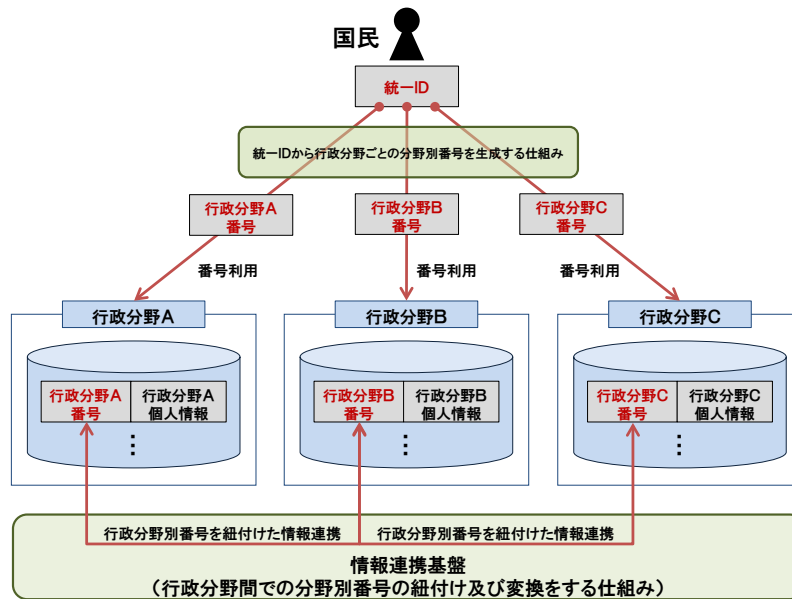 国民
統一ID
統一IDから行政分野ごとの分野別番号を生成する仕組み
行政分野A
番号
行政分野B
番号
行政分野C
番号
番号利用
番号利用
番号利用
行政分野A
行政分野B
行政分野C
行政分野A
番号
行政分野A
個人情報
⋮
行政分野B
番号
行政分野B
個人情報
⋮
行政分野C
番号
行政分野C
個人情報
⋮
行政分野別番号を紐付けた情報連携
行政分野別番号を紐付けた情報連携
情報連携基盤
（行政分野間での分野別番号の紐付け及び変換をする仕組み）